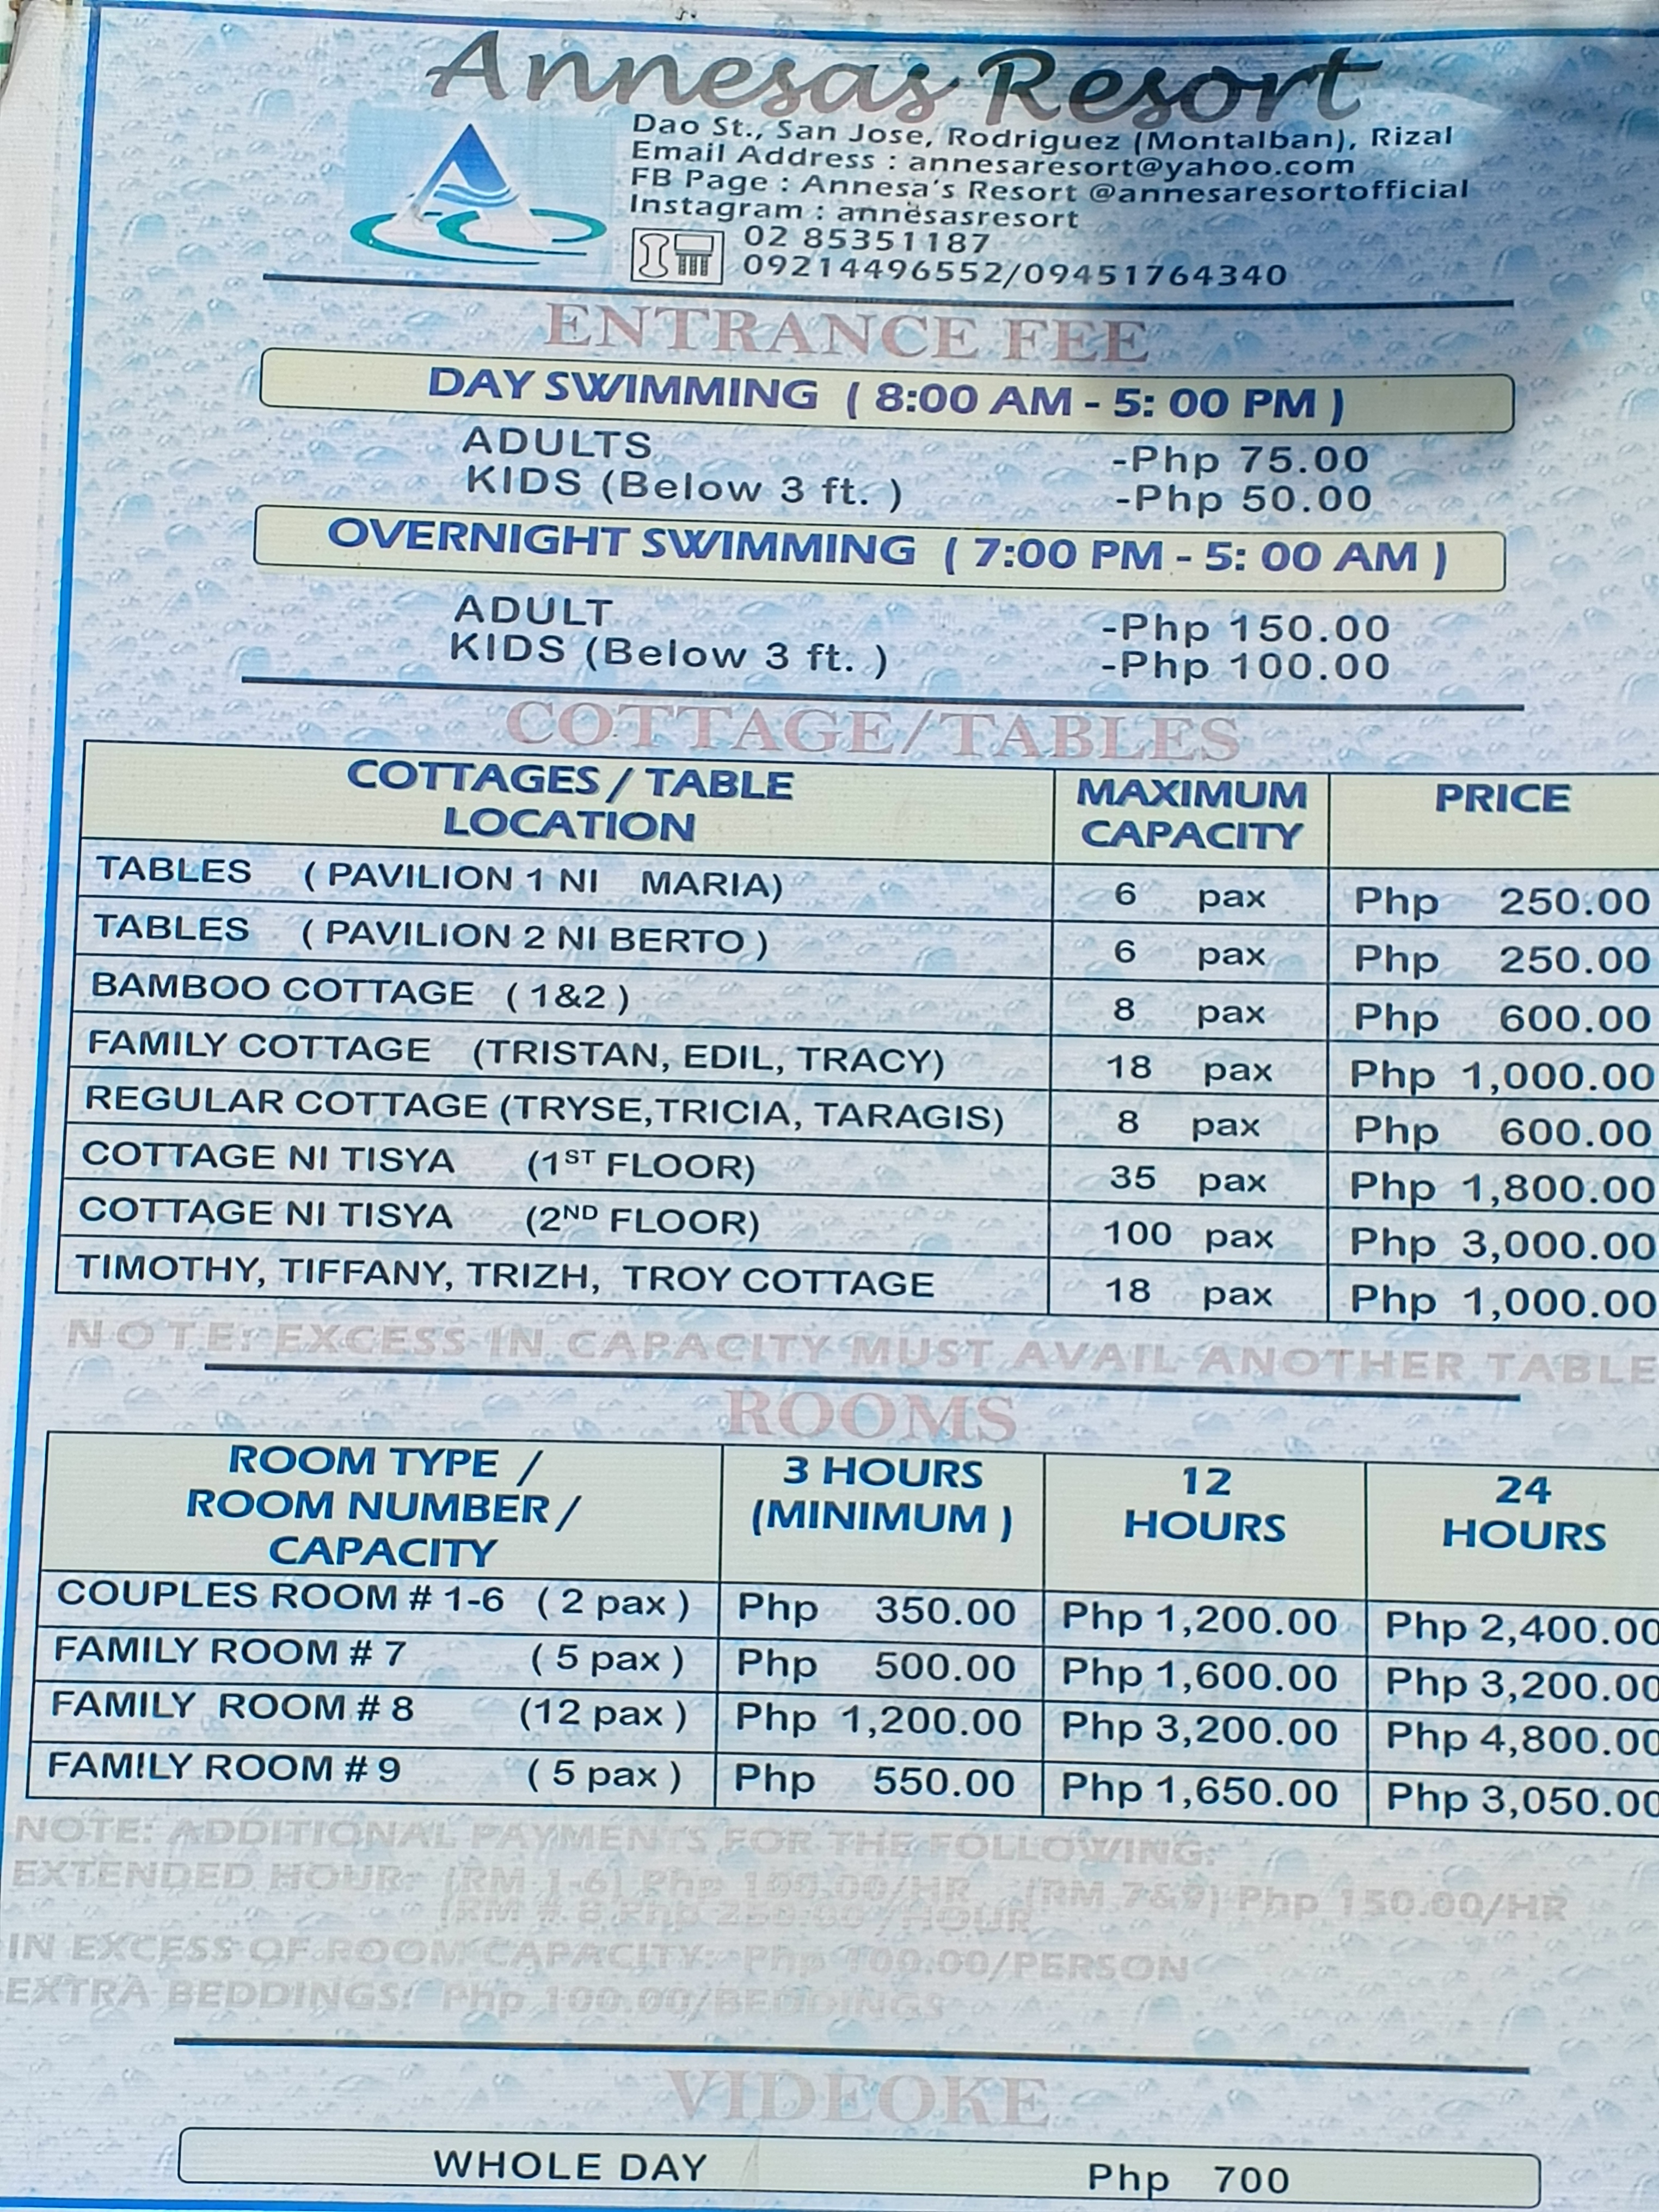 Annesas Resort
Dao St., San Jose, Rodriguez (Montalban), Rizal
Email Address : annesaresort@yahoo.com
FB Page : Annesa's Resort @annesaresortofficial
Instagram : annesasresort
02 85351187
09214496552/09451764340
ENTRANCE FEE
DAY SWIMMING ( 8:00 AM - 5: 00 PM )
ADULTS -Php 75.00
KIDS (Below 3 ft. ) -Php 50.00
OVERNIGHT SWIMMING ( 7:00 PM - 5: 00 AM )
ADULT -Php 150.00
KIDS (Below 3 ft. ) -Php 100.00
COTTAGE/TABLES
COTTAGES / TABLE LOCATION MAXIMUM CAPACITY PRICE
TABLES ( PAVILION 1 NI MARIA) 6 pax Php 250.00
TABLES ( PAVILION 2 NI BERTO ) 6 pax Php 250.00
BAMBOO COTTAGE ( 1&2 ) 8 pax Php 600.00
FAMILY COTTAGE (TRISTAN, EDIL, TRACY) 18 pax Php 1,000.00
REGULAR COTTAGE (TRYSE,TRICIA, TARAGIS) 8 pax Php 600.00
COTTAGE NI TISYA (1ST FLOOR) 35 pax Php 1,800.00
COTTAGE NI TISYA (2ND FLOOR) 100 pax Php 3,000.00
TIMOTHY, TIFFANY, TRIZH, TROY COTTAGE 18 pax Php 1,000.00
NOTE: EXCESS IN CAPACITY MUST AVAIL ANOTHER TABLE
ROOMS
ROOM TYPE / ROOM NUMBER / CAPACITY 3 HOURS (MINIMUM ) 12 HOURS 24 HOURS
COUPLES ROOM # 1-6 ( 2 pax ) Php 350.00 Php 1,200.00 Php 2,400.00
FAMILY ROOM # 7 ( 5 pax ) Php 500.00 Php 1,600.00 Php 3,200.00
FAMILY ROOM # 8 (12 pax ) Php 1,200.00 Php 3,200.00 Php 4,800.00
FAMILY ROOM # 9 ( 5 pax ) Php 550.00 Php 1,650.00 Php 3,050.00
NOTE: ADDITIONAL PAYMENTS FOR THE FOLLOWING:
EXTENDED HOUR: (RM 1-6) Php 100.00/HR (RM 7&9) Php 150.00/HR
(RM # 8 Php 250.00 /HOUR
IN EXCESS OF ROOM CAPACITY: Php 100.00/PERSON
EXTRA BEDDINGS: Php 100.00/BEDDINGS
VIDEOKE
WHOLE DAY Php 700